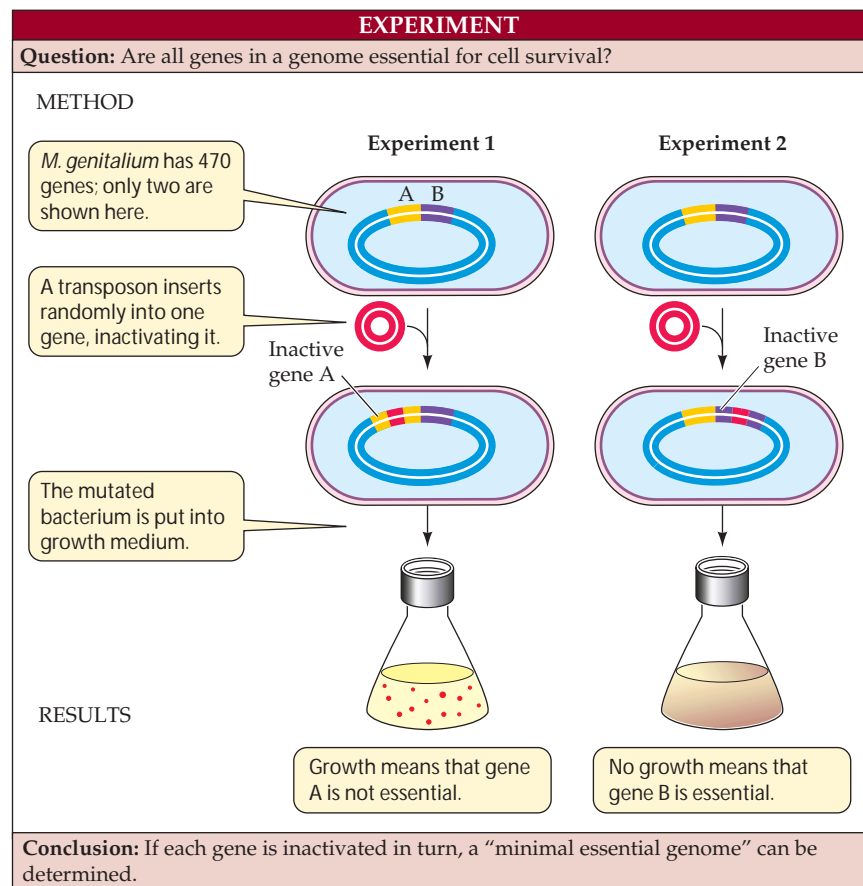 EXPERIMENT
Question: Are all genes in a genome essential for cell survival?
METHOD
Experiment 1
Experiment 2
M. genitalium has 470
genes; only two are
shown here.
A B
A transposon inserts
randomly into one
gene, inactivating it.
Inactive
gene A
Inactive
gene B
The mutated
bacterium is put into
growth medium.
RESULTS
Growth means that gene
A is not essential.
No growth means that
gene B is essential.
Conclusion: If each gene is inactivated in turn, a “minimal essential genome” can be
determined.